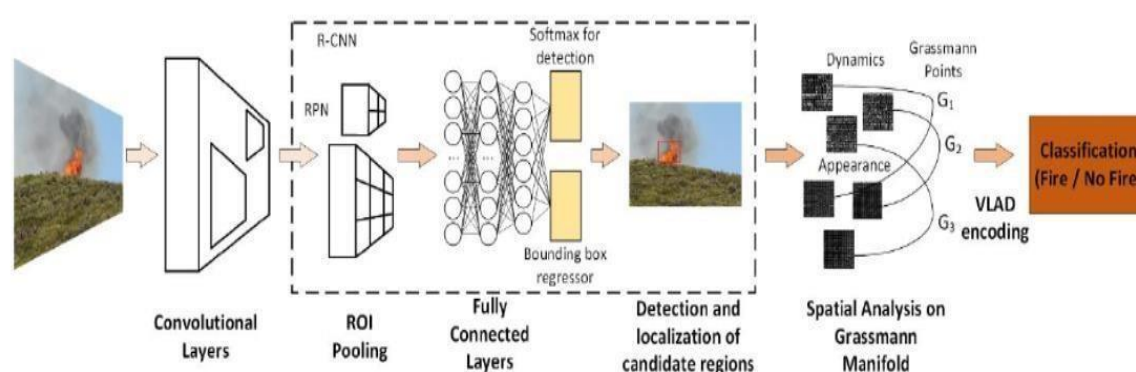 R-CNN
RPN
Softmax for
detection
Bounding box
regressor
Dynamics
Grassmann
Points
G1
G2
Appearance
G3
VLAD
encoding
Classification
(Fire / No Fire
Convolutional
Layers
ROI
Pooling
Fully
Connected
Layers
Detection and
localization of
candidate regions
Spatial Analysis on
Grassmann
Manifold